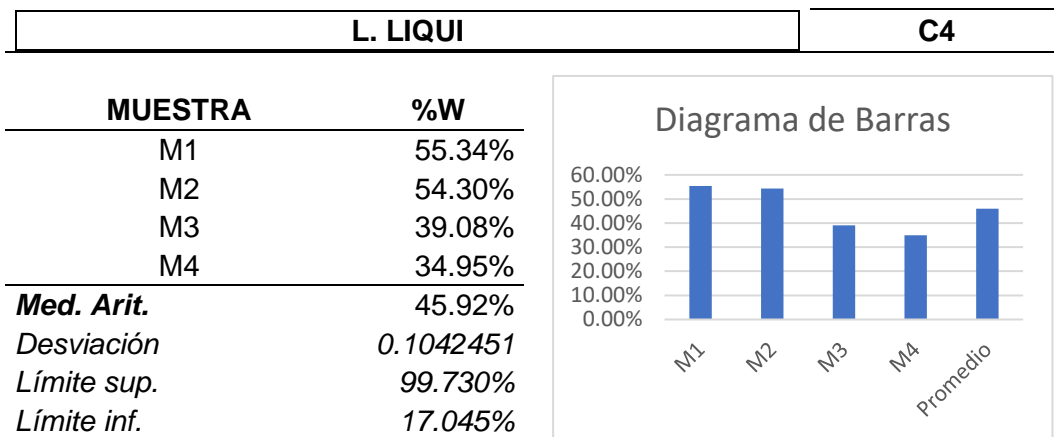 L. LIQUI C4
MUESTRA %W
M1 55.34%
M2 54.30%
M3 39.08%
M4 34.95%
Med. Arit. 45.92%
Desviación 0.1042451
Límite sup. 99.730%
Límite inf. 17.045%
Diagrama de Barras
60.00%
50.00%
40.00%
30.00%
20.00%
10.00%
0.00%
M1 M2 M3 M4 Promedio